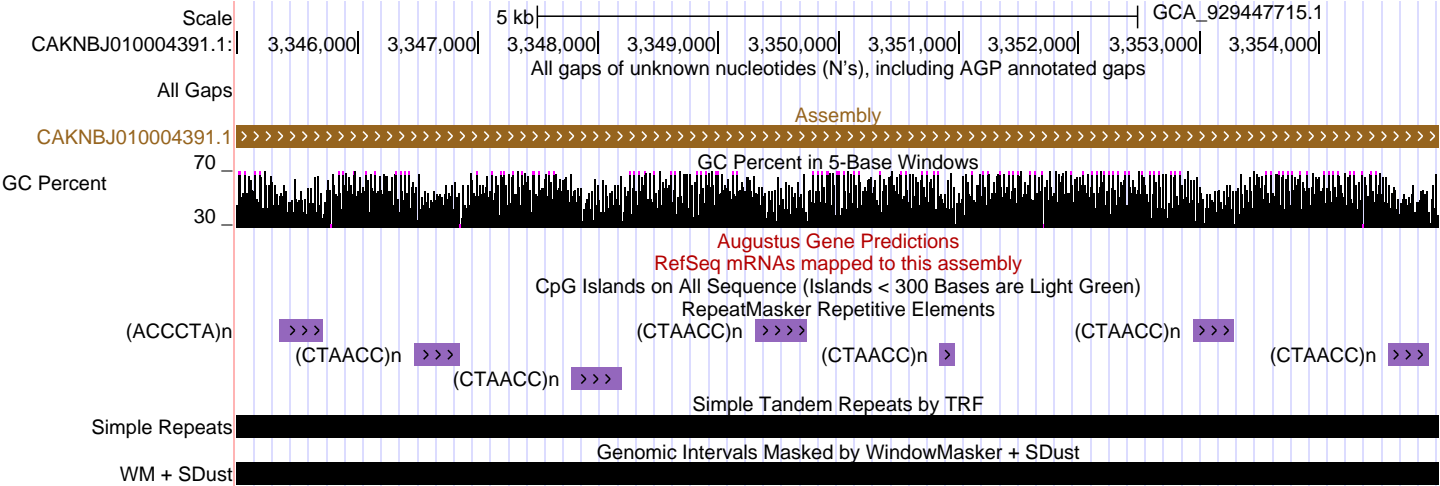 Scale 5 kb GCA_929447715.1
CAKNBJ010004391.1: 3,346,000 3,347,000 3,348,000 3,349,000 3,350,000 3,351,000 3,352,000 3,353,000 3,354,000
All gaps of unknown nucleotides (N's), including AGP annotated gaps
All Gaps
Assembly
CAKNBJ010004391.1
GC Percent in 5-Base Windows
70 _
GC Percent
30 _
Augustus Gene Predictions
RefSeq mRNAs mapped to this assembly
CpG Islands on All Sequence (Islands < 300 Bases are Light Green)
RepeatMasker Repetitive Elements
(ACCCTA)n (CTAACC)n (CTAACC)n
(CTAACC)n (CTAACC)n (CTAACC)n
(CTAACC)n
Simple Tandem Repeats by TRF
Simple Repeats
Genomic Intervals Masked by WindowMasker + SDust
WM + SDust